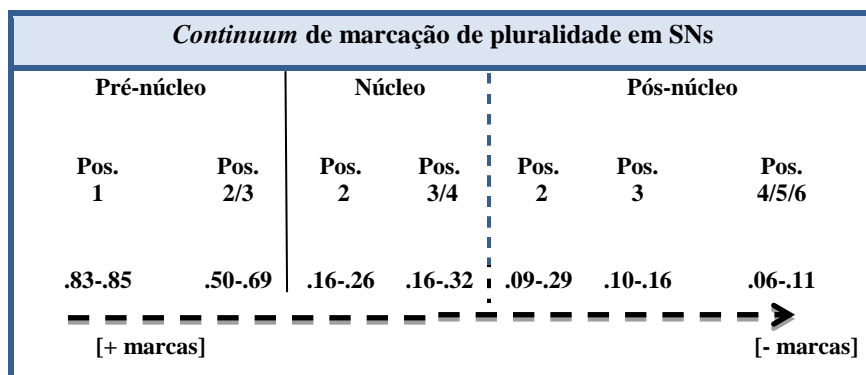 Continuum de marcação de pluralidade em SNs
Pré-núcleo Núcleo Pós-núcleo
Pos. Pos. Pos. Pos. Pos. Pos. Pos.
1 2/3 2 3/4 2 3 4/5/6
.83-.85 .50-.69 .16-.26 .16-.32 .09-.29 .10-.16 .06-.11
[+ marcas] [- marcas]